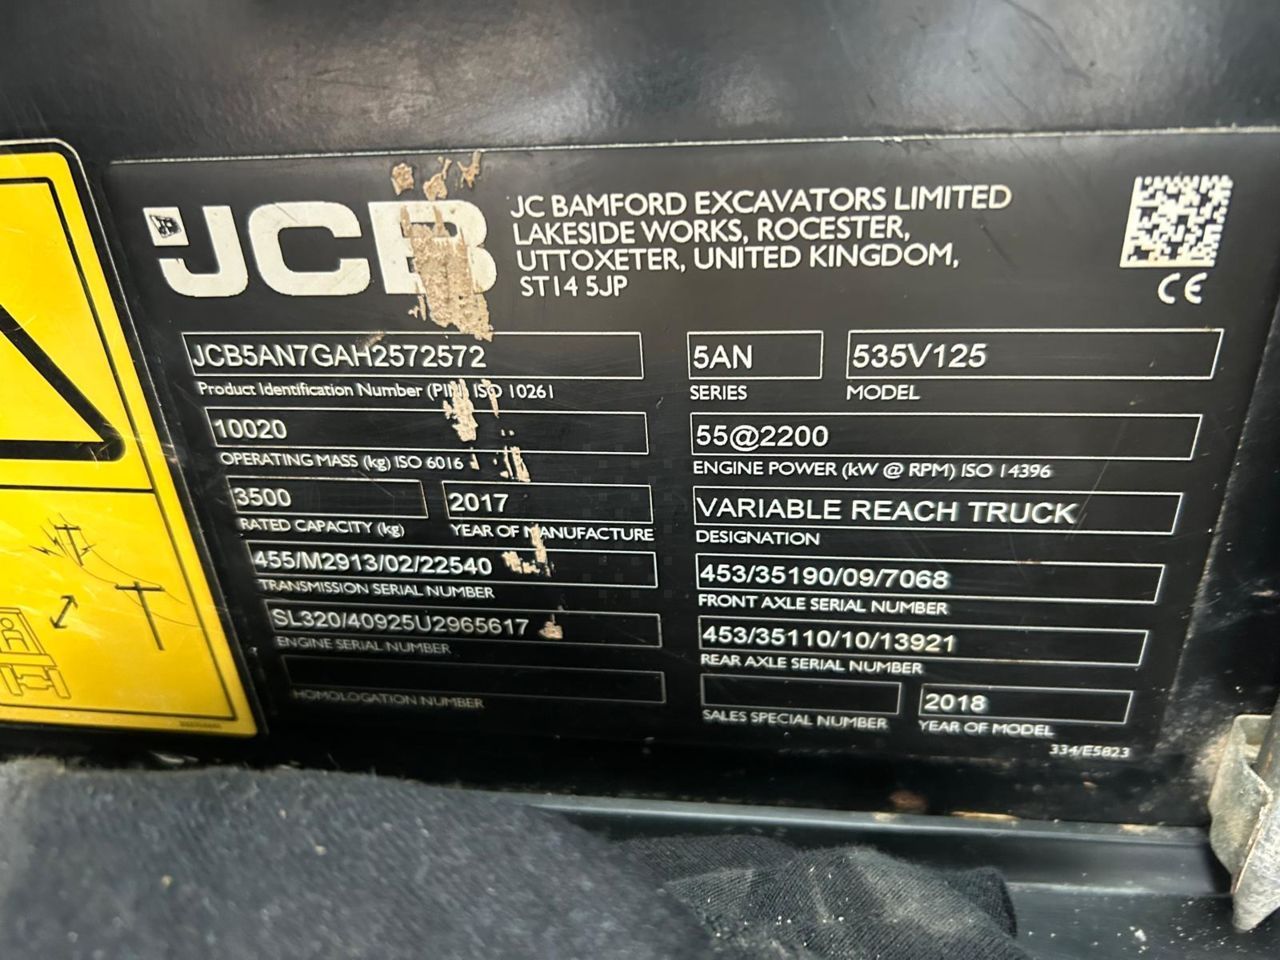 JCB
JC BAMFORD EXCAVATORS LIMITED
LAKESIDE WORKS, ROCESTER,
UTTOXETER, UNITED KINGDOM,
ST14 5JP
CE
JCB5AN7GAH2572572
Product Identification Number (PIN) ISO 10261
5AN
SERIES
535V125
MODEL
10020
OPERATING MASS (kg) ISO 6016
55@2200
ENGINE POWER (kW @ RPM) ISO 14396
3500
RATED CAPACITY (kg)
2017
YEAR OF MANUFACTURE
VARIABLE REACH TRUCK
DESIGNATION
455/M2913/02/22540
TRANSMISSION SERIAL NUMBER
453/35190/09/7068
FRONT AXLE SERIAL NUMBER
SL320/40925U2965617
ENGINE SERIAL NUMBER
453/35110/10/13921
REAR AXLE SERIAL NUMBER
HOMOLOGATION NUMBER
SALES SPECIAL NUMBER
2018
YEAR OF MODEL
334/E5823